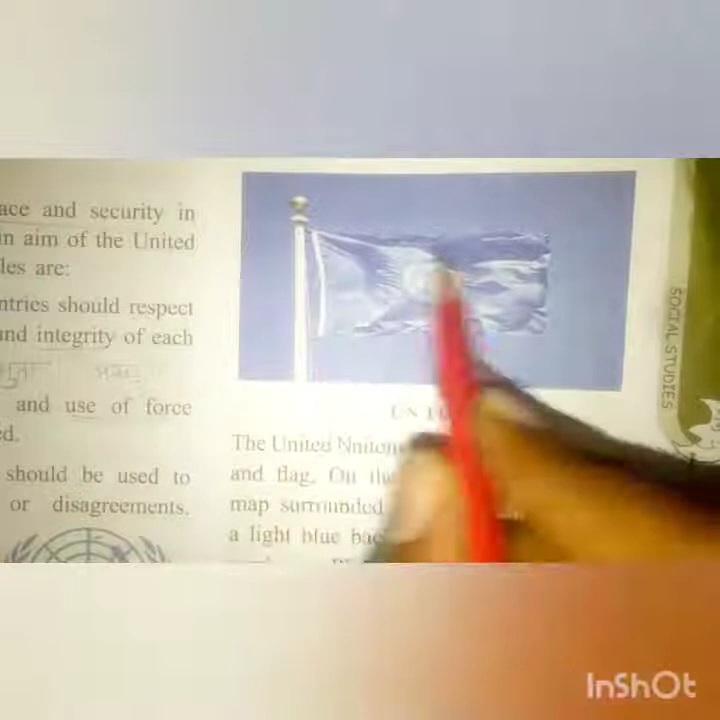 ace and security in
in aim of the United
les are:
ntries should respect
and integrity of each
and use of force
ed.
should be used to
or disagreements.
UN
The United Nniton
and flag. On the
map surrounded
a light blue bac
SOCIAL STUDIES
InShOt